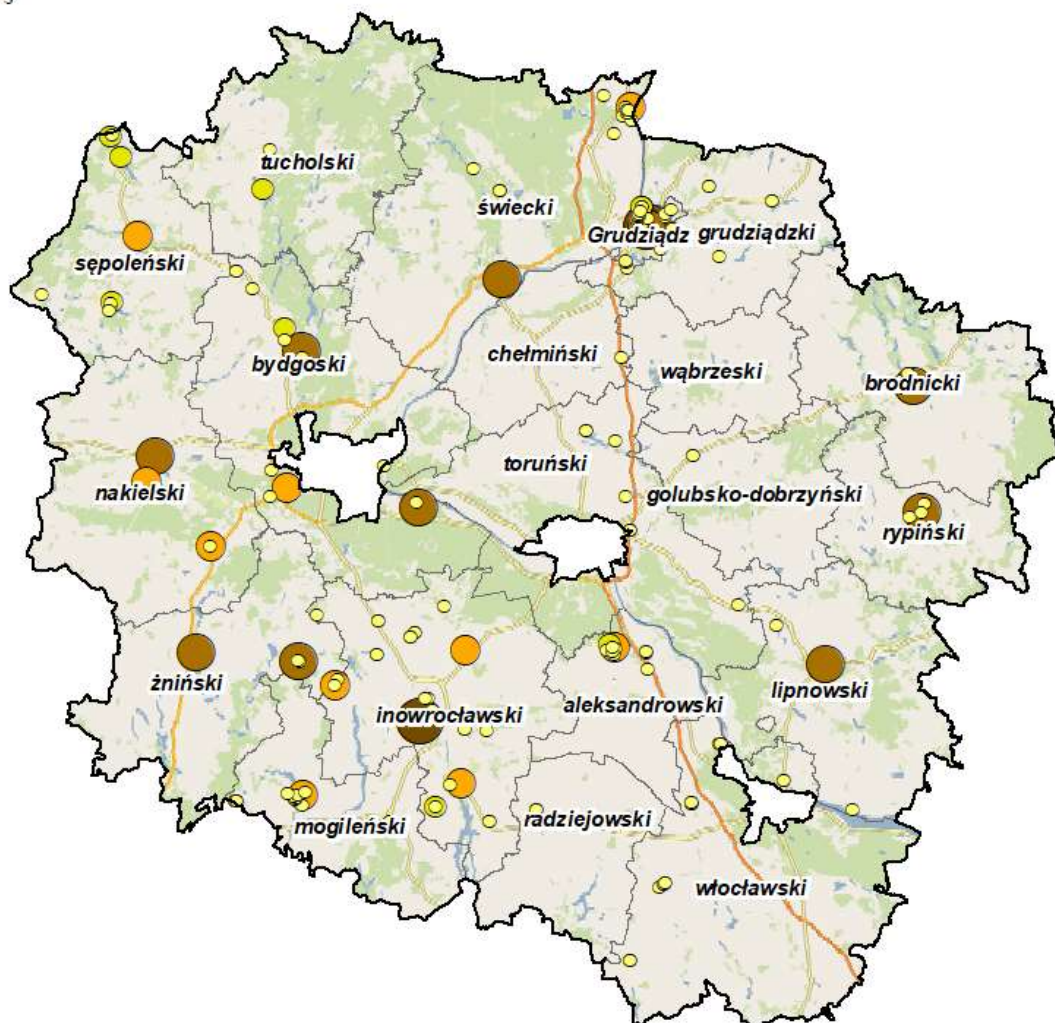 tucholski
świecki
Grudziądz
grudziądzki
sępoleński
chełmiński
bydgoski
wąbrzeski
brodnicki
toruński
nakielski
golubsko-dobrzyński
rypiński
żniński
lipnowski
aleksandrowski
inowrocławski
mogileński
radziejowski
włocławski